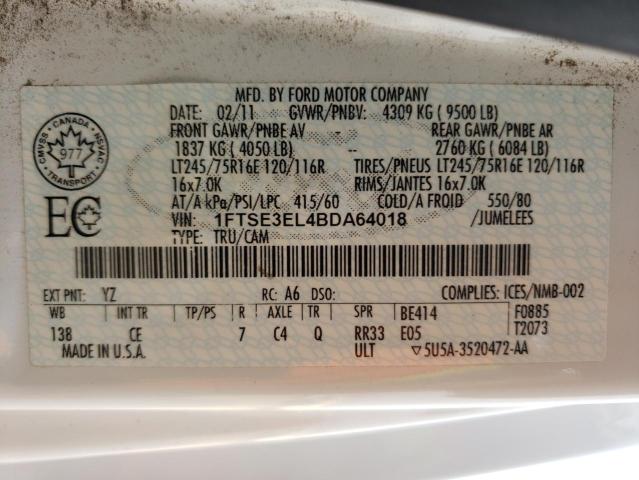 MFD. BY FORD MOTOR COMPANY
DATE: 02/11 GVWR/PNBV: 4309 KG ( 9500 LB)
FRONT GAWR/PNBE AV REAR GAWR/PNBE AR
1837 KG ( 4050 LB) -- 2760 KG ( 6084 LB)
LT245/75R16E 120/116R TIRES/PNEUS LT245/75R16E 120/116R
16x7.0K RIMS/JANTES 16x7.0K
AT/A kPa/PSI/LPC 415/60 COLD/A FROID 550/80
VIN: 1FTSE3EL4BDA64018 /JUMELEES
TYPE: TRU/CAM
CANADA
CMVSS NSVAC
977
TRANSPORT
EC
EXT PNT: YZ RC: A6 DSO: COMPLIES: ICES/NMB-002
WB INT TR TP/PS R AXLE TR SPR BE414 F0885
138 CE 7 C4 Q RR33 E05 T2073
MADE IN U.S.A. ULT ▽5U5A-3520472-AA